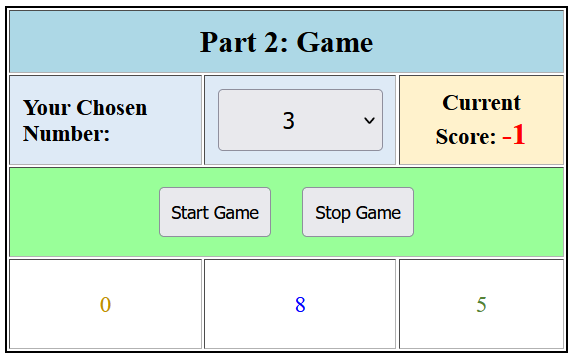 Part 2: Game
Your Chosen
Number:
3
Current
Score: -1
Start Game
Stop Game
0
8
5